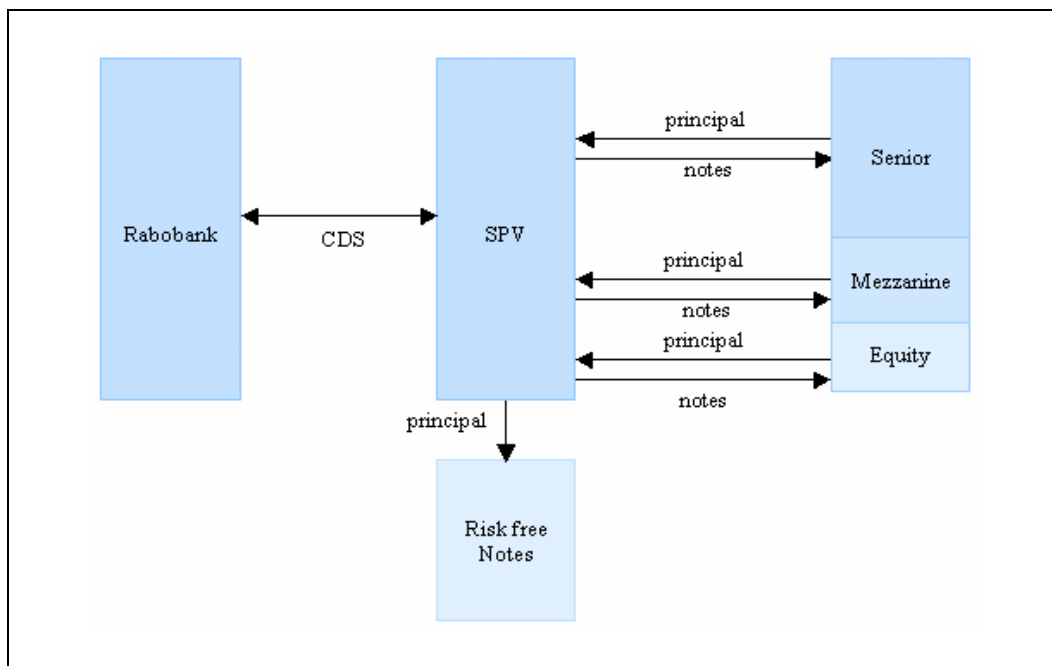 principal
Senior
notes
Rabobank
SPV
CDS
principal
Mezzanine
notes
principal
Equity
notes
principal
Risk free
Notes